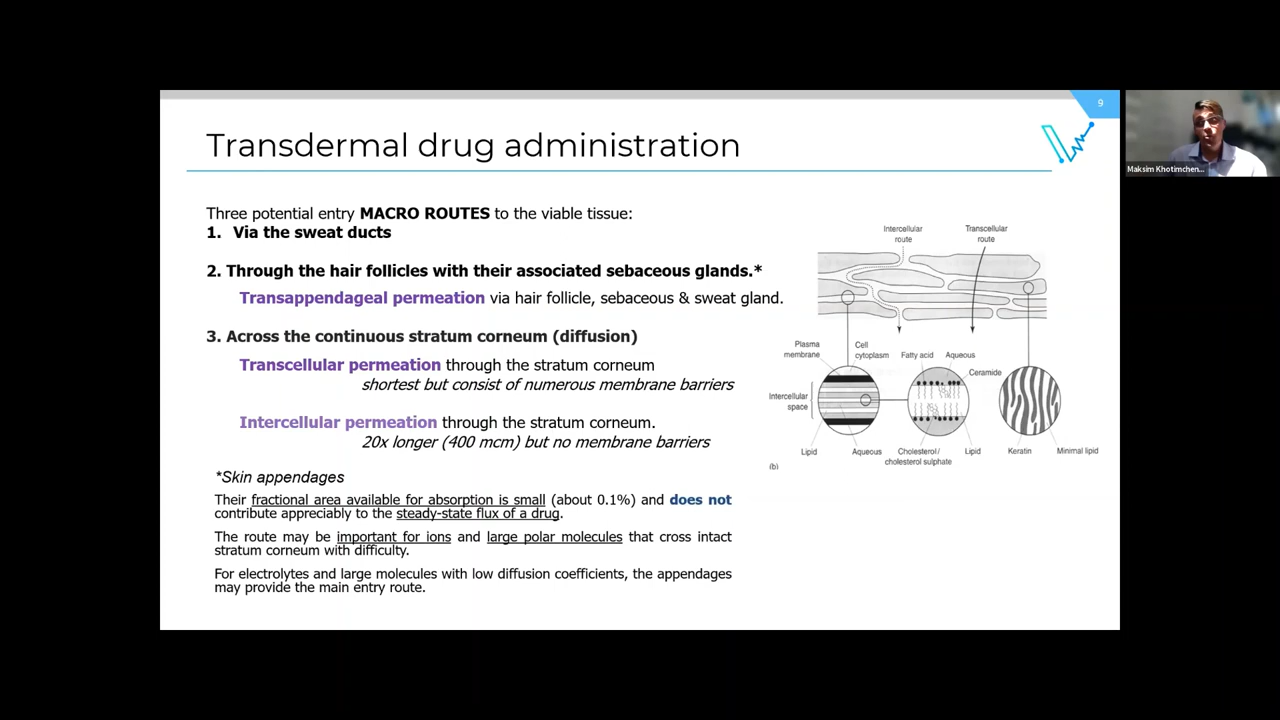 9
Transdermal drug administration
Maksim Khotimchen...
Three potential entry MACRO ROUTES to the viable tissue:
1. Via the sweat ducts
2. Through the hair follicles with their associated sebaceous glands.*
Transappendageal permeation via hair follicle, sebaceous & sweat gland.
3. Across the continuous stratum corneum (diffusion)
Transcellular permeation through the stratum corneum
shortest but consist of numerous membrane barriers
Intercellular permeation through the stratum corneum.
20x longer (400 mcm) but no membrane barriers
*Skin appendages
Their fractional area available for absorption is small (about 0.1%) and does not
contribute appreciably to the steady-state flux of a drug.
The route may be important for ions and large polar molecules that cross intact
stratum corneum with difficulty.
For electrolytes and large molecules with low diffusion coefficients, the appendages
may provide the main entry route.
Intercellular
route
Transcellular
route
Plasma
membrane
Cell
cytoplasm
Fatty acid
Aqueous
Ceramide
Intercellular
space
Lipid
Aqueous
Cholesterol/
cholesterol sulphate
Lipid
Keratin
Minimal lipid
(b)